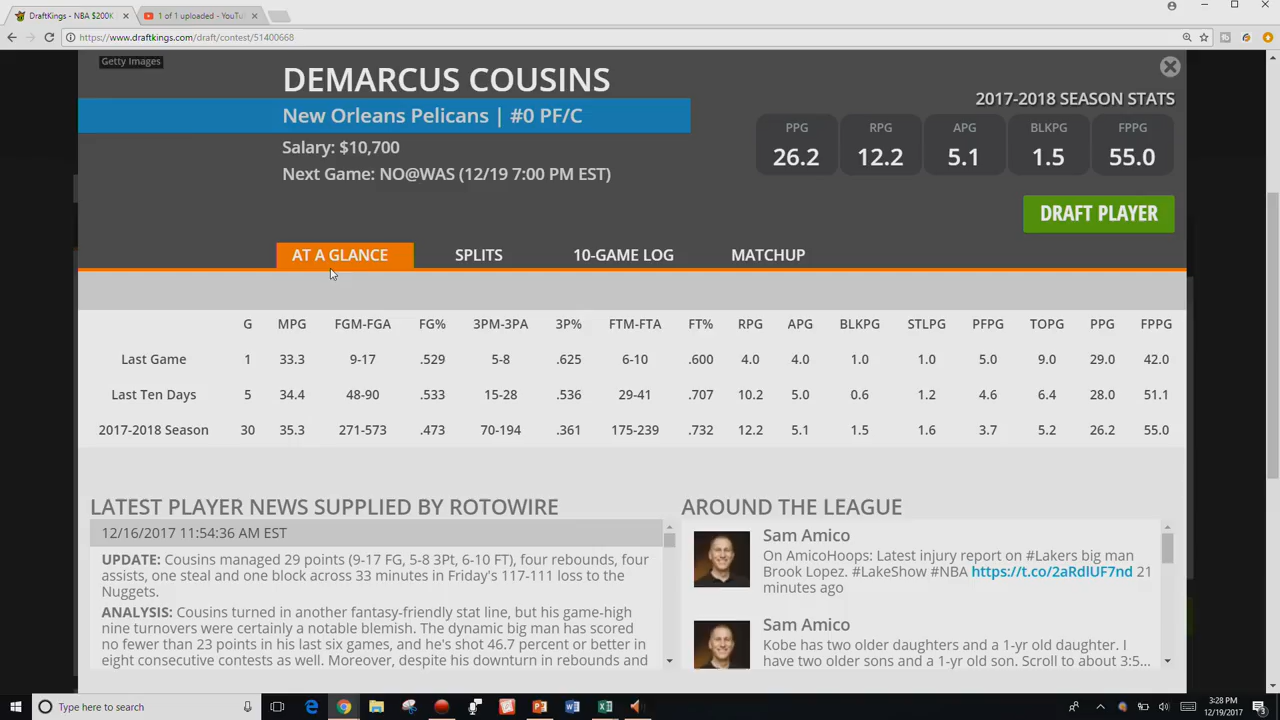 DraftKings - NBA $200K
1 of 1 uploaded - YouTu
https://www.draftkings.com/draft/contest/51400668
Getty Images
DEMARCUS COUSINS
New Orleans Pelicans | #0 PF/C
Salary: $10,700
Next Game: NO@WAS (12/19 7:00 PM EST)
2017-2018 SEASON STATS
PPG RPG APG BLKPG FPPG
26.2 12.2 5.1 1.5 55.0
DRAFT PLAYER
AT A GLANCE SPLITS 10-GAME LOG MATCHUP
G MPG FGM-FGA FG% 3PM-3PA 3P% FTM-FTA FT% RPG APG BLKPG STLPG PFPG TOPG PPG FPPG
Last Game 1 33.3 9-17 .529 5-8 .625 6-10 .600 4.0 4.0 1.0 1.0 5.0 9.0 29.0 42.0
Last Ten Days 5 34.4 48-90 .533 15-28 .536 29-41 .707 10.2 5.0 0.6 1.2 4.6 6.4 28.0 51.1
2017-2018 Season 30 35.3 271-573 .473 70-194 .361 175-239 .732 12.2 5.1 1.5 1.6 3.7 5.2 26.2 55.0
LATEST PLAYER NEWS SUPPLIED BY ROTOWIRE
12/16/2017 11:54:36 AM EST
UPDATE: Cousins managed 29 points (9-17 FG, 5-8 3Pt, 6-10 FT), four rebounds, four
assists, one steal and one block across 33 minutes in Friday's 117-111 loss to the
Nuggets.
ANALYSIS: Cousins turned in another fantasy-friendly stat line, but his game-high
nine turnovers were certainly a notable blemish. The dynamic big man has scored
no fewer than 23 points in his last six games, and he's shot 46.7 percent or better in
eight consecutive contests as well. Moreover, despite his downturn in rebounds and
AROUND THE LEAGUE
Sam Amico
On AmicoHoops: Latest injury report on #Lakers big man
Brook Lopez. #LakeShow #NBA https://t.co/2aRdlUF7nd 21
minutes ago
Sam Amico
Kobe has two older daughters and a 1-yr old daughter. I
have two older sons and a 1-yr old son. Scroll to about 3:5...
Type here to search
3:28 PM
12/19/2017